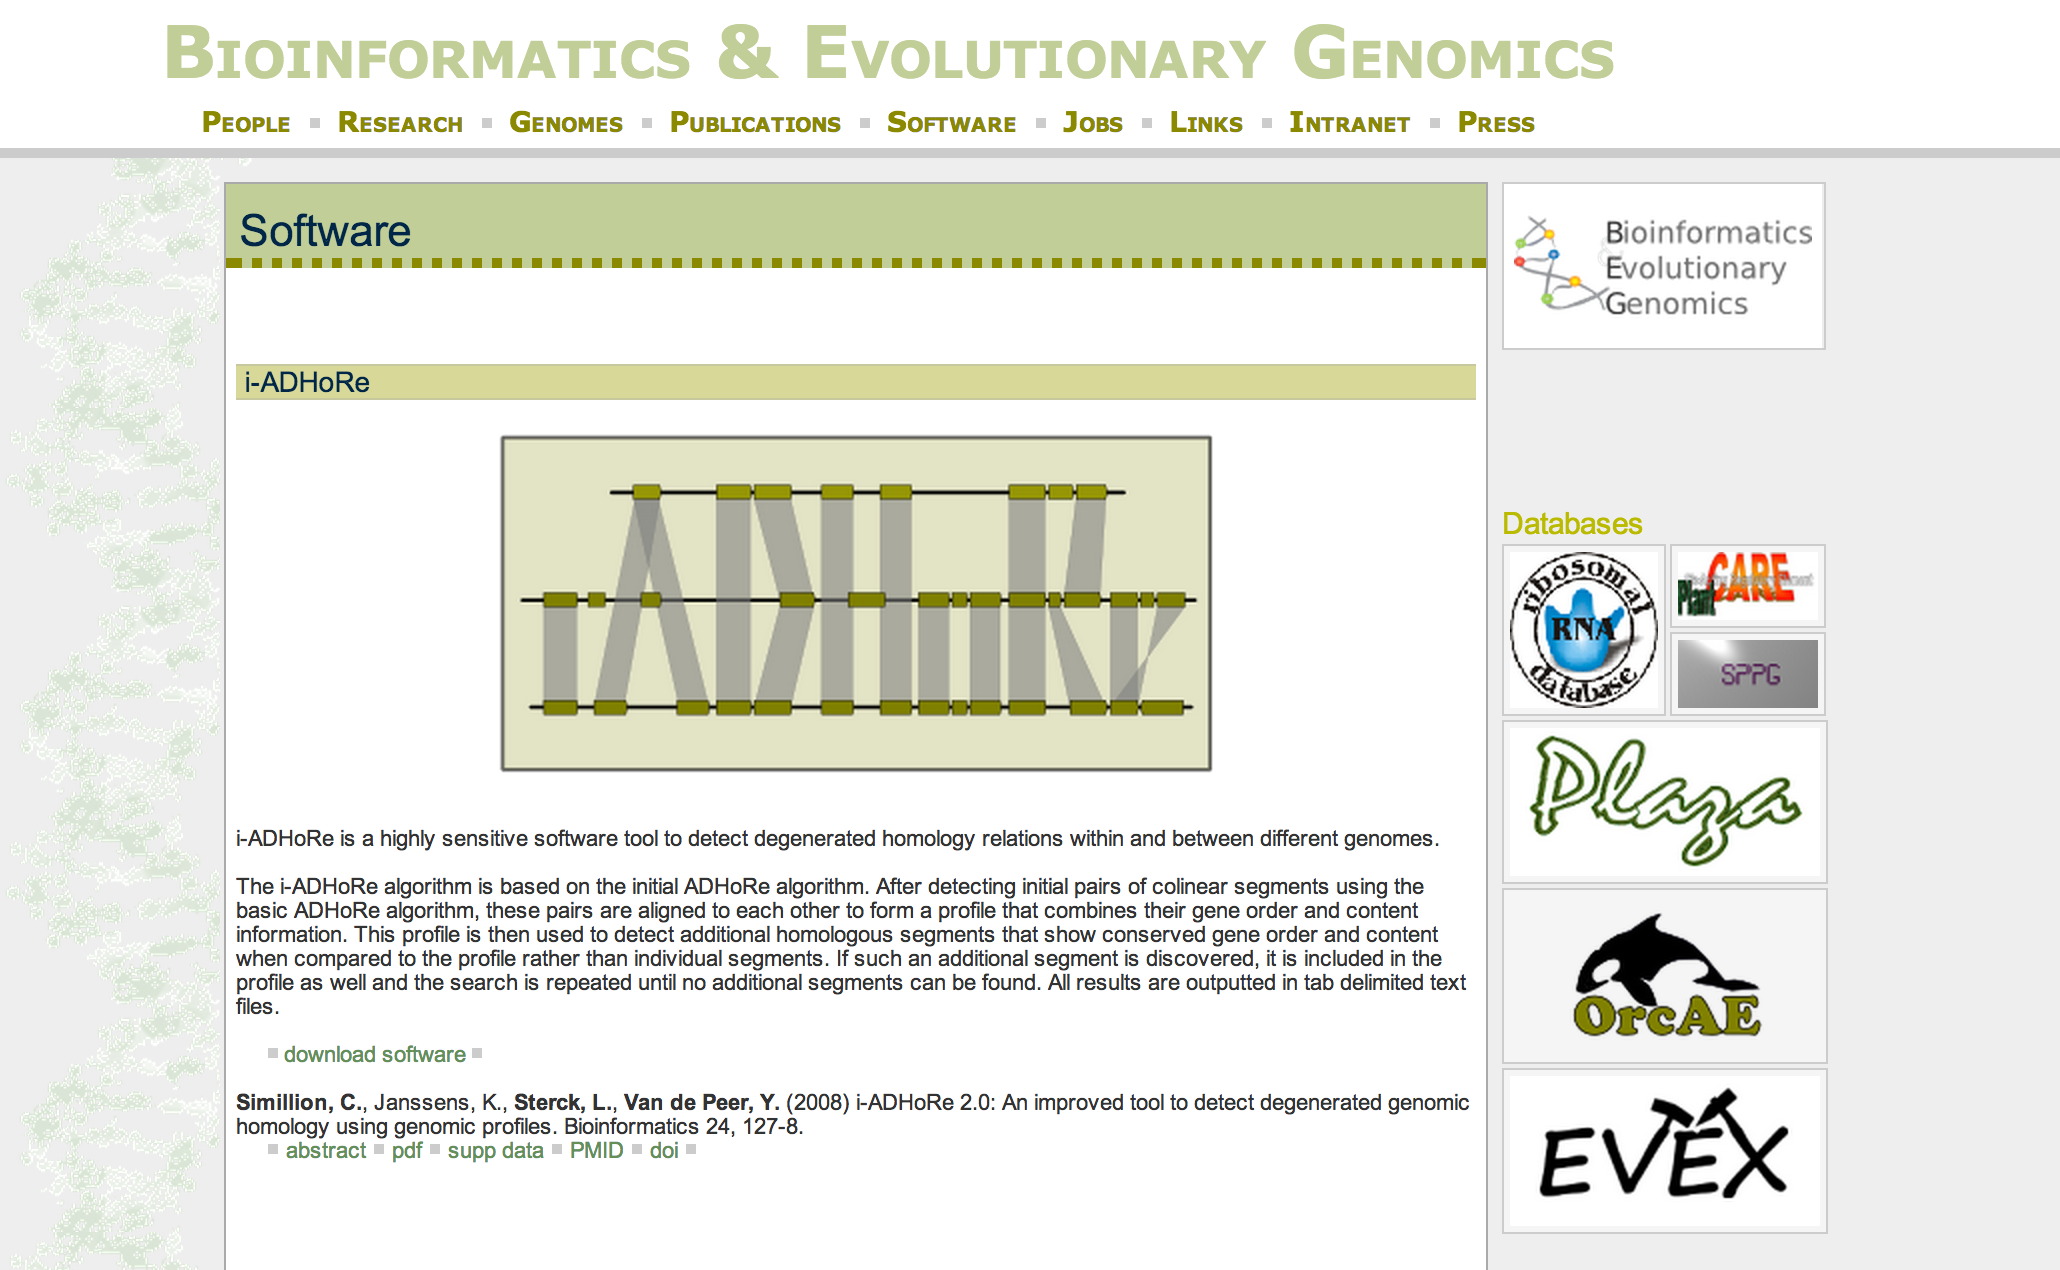 Bioinformatics & Evolutionary Genomics
People Research Genomes Publications Software Jobs Links Intranet Press
Software
Bioinformatics
Evolutionary
Genomics
i-ADHoRe
iADHoRe
i-ADHoRe is a highly sensitive software tool to detect degenerated homology relations within and between different genomes.
The i-ADHoRe algorithm is based on the initial ADHoRe algorithm. After detecting initial pairs of colinear segments using the
basic ADHoRe algorithm, these pairs are aligned to each other to form a profile that combines their gene order and content
information. This profile is then used to detect additional homologous segments that show conserved gene order and content
when compared to the profile rather than individual segments. If such an additional segment is discovered, it is included in the
profile as well and the search is repeated until no additional segments can be found. All results are outputted in tab delimited text
files.
download software
Simillion, C., Janssens, K., Sterck, L., Van de Peer, Y. (2008) i-ADHoRe 2.0: An improved tool to detect degenerated genomic
homology using genomic profiles. Bioinformatics 24, 127-8.
abstract pdf supp data PMID doi
Databases
ribosomal
RNA
database
Plant CARE
SPPG
Plaza
OrcAE
EVEX